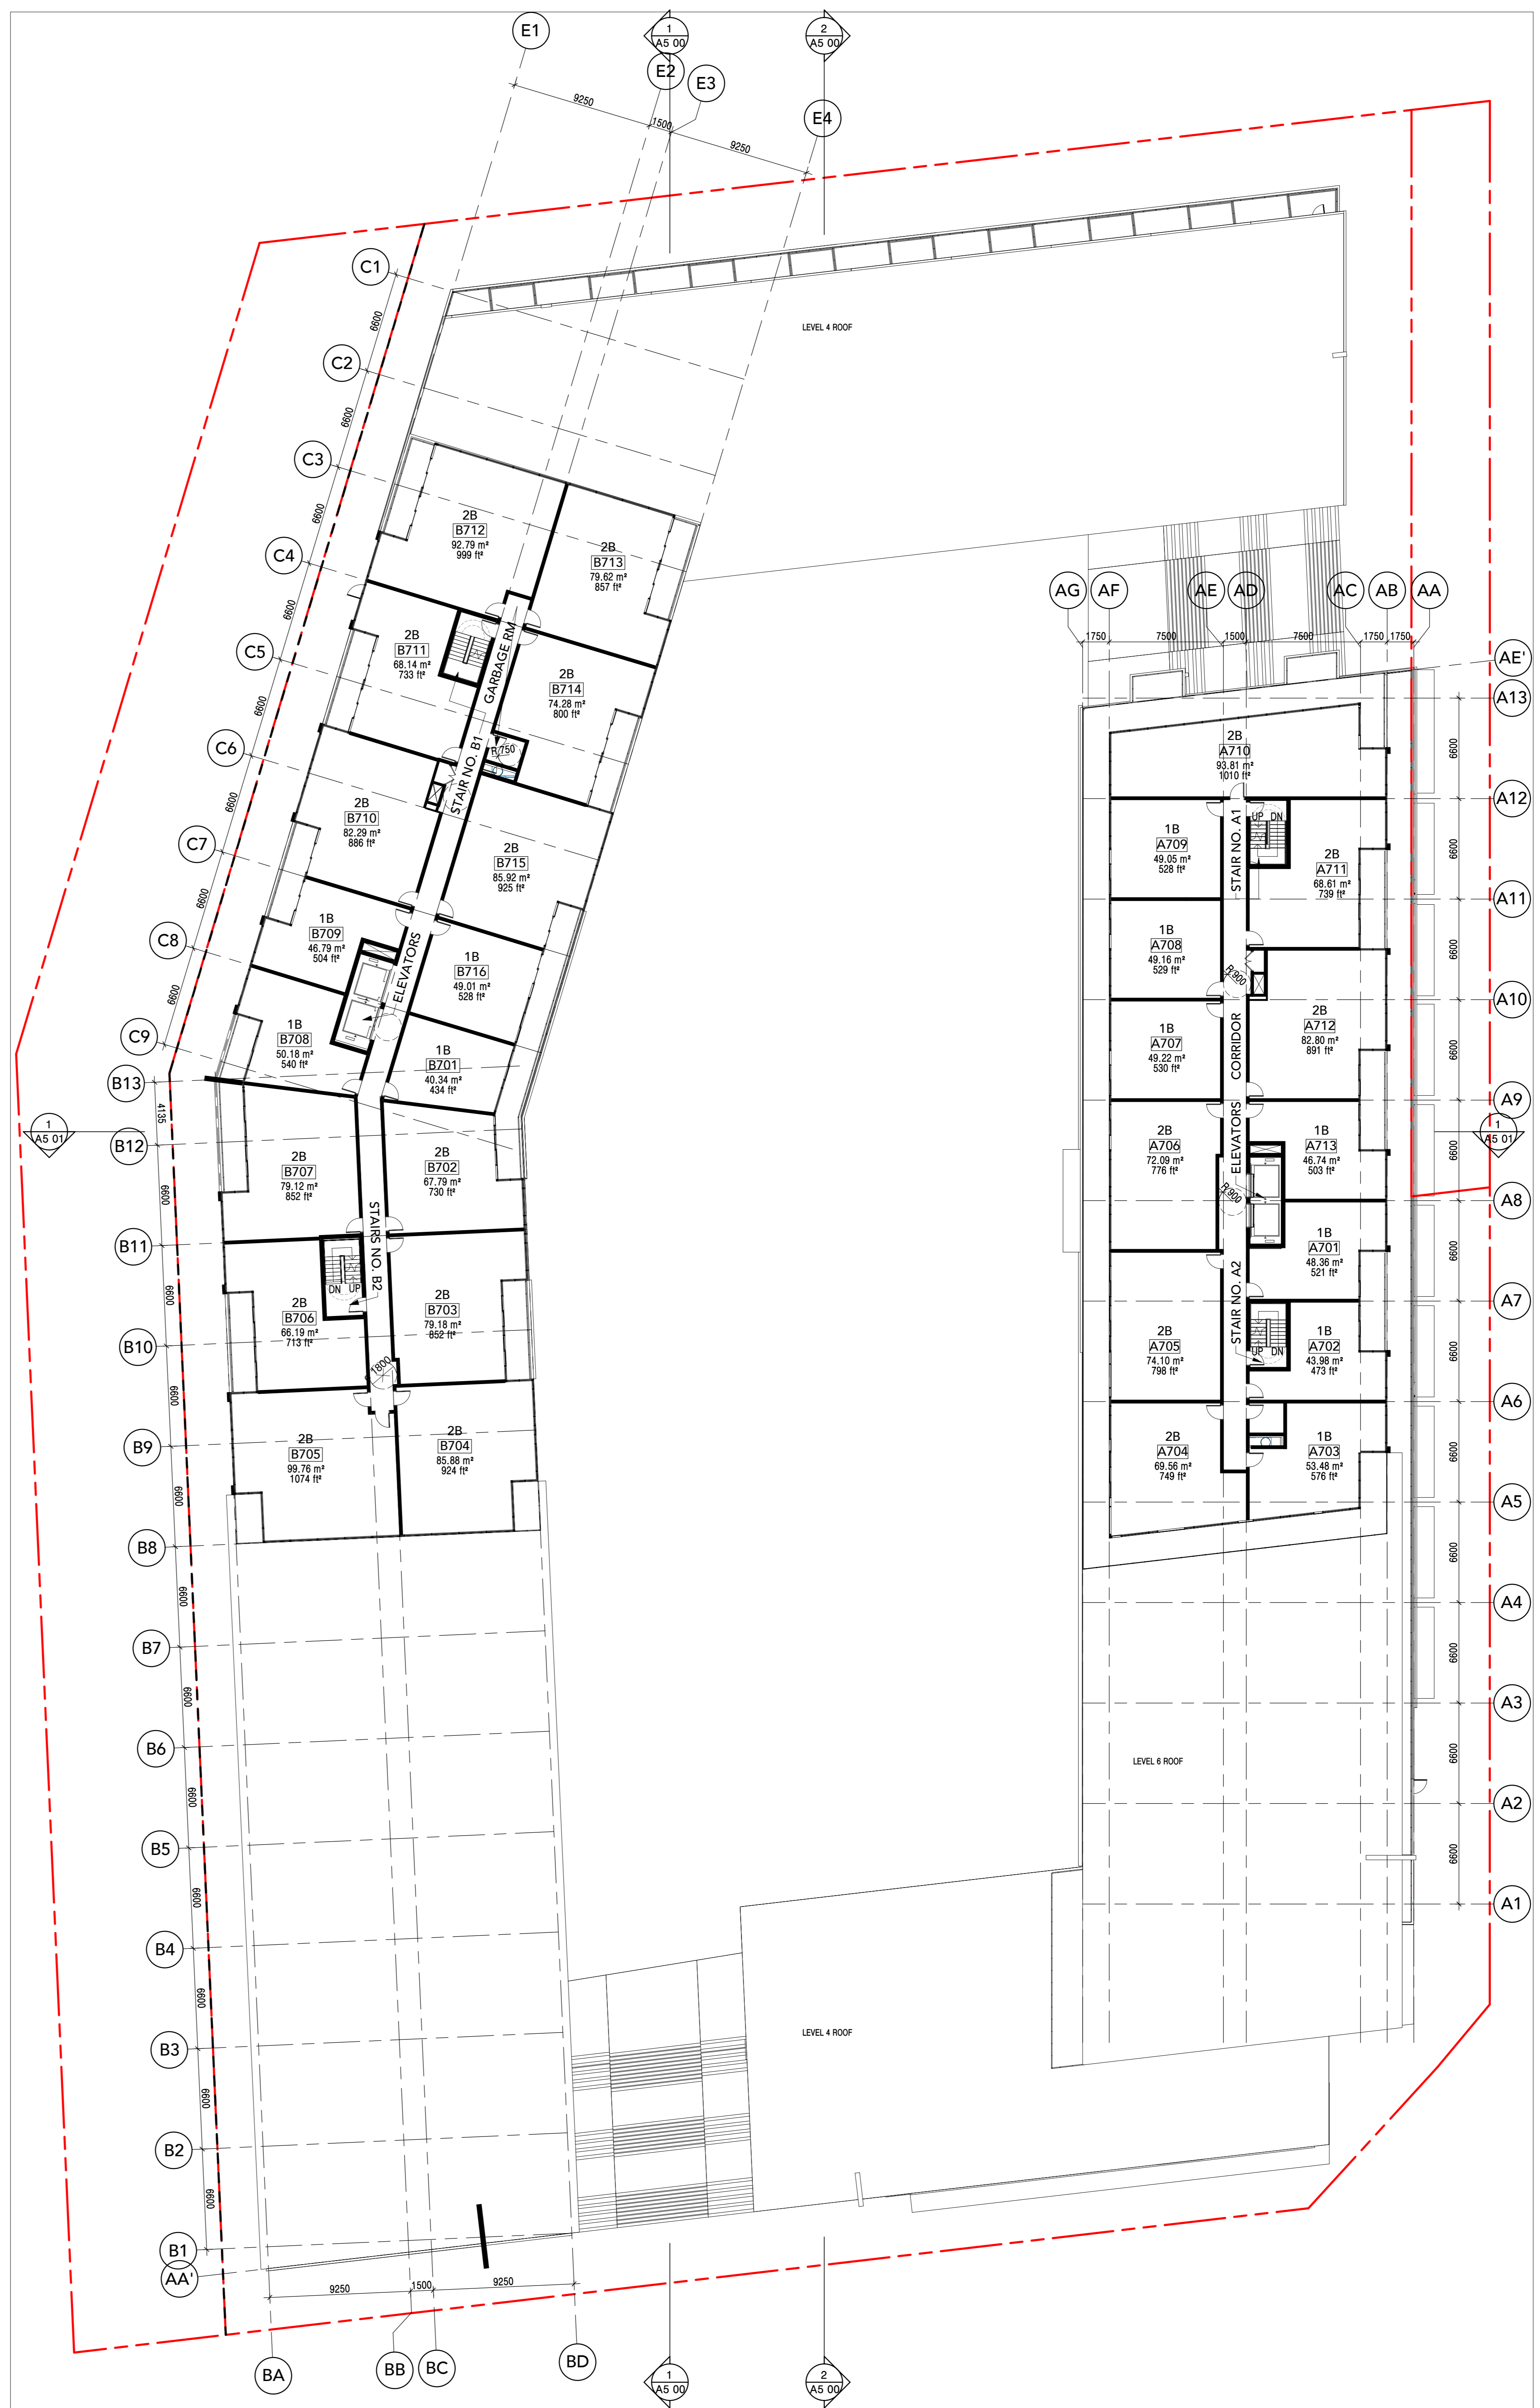 E1
1
A5 00
2
A5 00
E2
E3
E4
9250
1500
9250
C1
C2
C3
C4
C5
C6
C7
C8
C9
6600
6600
6600
6600
6600
6600
6600
6600
LEVEL 4 ROOF
2B
B712
92.79 m²
999 ft²
2B
B713
79.62 m²
857 ft²
2B
B711
68.14 m²
733 ft²
GARBAGE RM
2B
B714
74.28 m²
800 ft²
R 750
STAIR NO. B1
2B
B710
82.29 m²
886 ft²
2B
B715
85.92 m²
925 ft²
1B
B709
46.79 m²
504 ft²
ELEVATORS
1B
B716
49.01 m²
528 ft²
1B
B708
50.18 m²
540 ft²
1B
B701
40.34 m²
434 ft²
B13
4135
B12
1
A5 01
2B
B707
79.12 m²
852 ft²
2B
B702
67.79 m²
730 ft²
STAIRS NO. B2
B11
6600
6600
DN
UP
2B
B706
66.19 m²
713 ft²
2B
B703
79.18 m²
852 ft²
B10
1800
6600
B9
2B
B705
99.76 m²
1074 ft²
2B
B704
85.88 m²
924 ft²
6600
B8
6600
B7
6600
B6
6600
B5
6600
B4
6600
B3
6600
B2
6600
B1
AA'
9250
1500
9250
BA
BB
BC
BD
1
A5 00
2
A5 00
AG
AF
AE
AD
AC
AB
AA
1750
7500
1500
7500
1750
1750
AE'
A13
6600
A12
6600
A11
6600
A10
6600
A9
6600
A8
6600
A7
6600
A6
6600
A5
6600
A4
6600
A3
6600
A2
6600
A1
2B
A710
93.81 m²
1010 ft²
1B
A709
49.05 m²
528 ft²
STAIR NO. A1
UP
DN
2B
A711
68.61 m²
739 ft²
1B
A708
49.16 m²
529 ft²
R 900
1B
A707
49.22 m²
530 ft²
CORRIDOR
2B
A712
82.80 m²
891 ft²
2B
A706
72.09 m²
776 ft²
ELEVATORS
1B
A713
46.74 m²
503 ft²
1
A5 01
R 900
1B
A701
48.36 m²
521 ft²
STAIR NO. A2
2B
A705
74.10 m²
798 ft²
UP
DN
1B
A702
43.98 m²
473 ft²
2B
A704
69.56 m²
749 ft²
1B
A703
53.48 m²
576 ft²
LEVEL 6 ROOF
LEVEL 4 ROOF